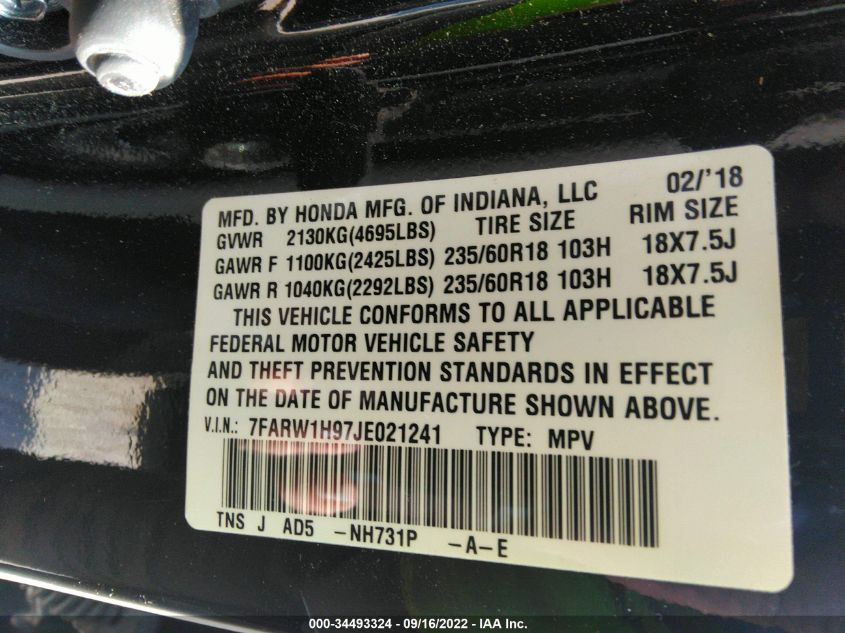 MFD. BY HONDA MFG. OF INDIANA, LLC 02/'18
GVWR 2130KG(4695LBS) TIRE SIZE RIM SIZE
GAWR F 1100KG(2425LBS) 235/60R18 103H 18X7.5J
GAWR R 1040KG(2292LBS) 235/60R18 103H 18X7.5J
THIS VEHICLE CONFORMS TO ALL APPLICABLE
FEDERAL MOTOR VEHICLE SAFETY
AND THEFT PREVENTION STANDARDS IN EFFECT
ON THE DATE OF MANUFACTURE SHOWN ABOVE.
V.I.N.: 7FARW1H97JE021241 TYPE: MPV
TNS J AD5 -NH731P -A-E
000-34493324 - 09/16/2022 - IAA Inc.